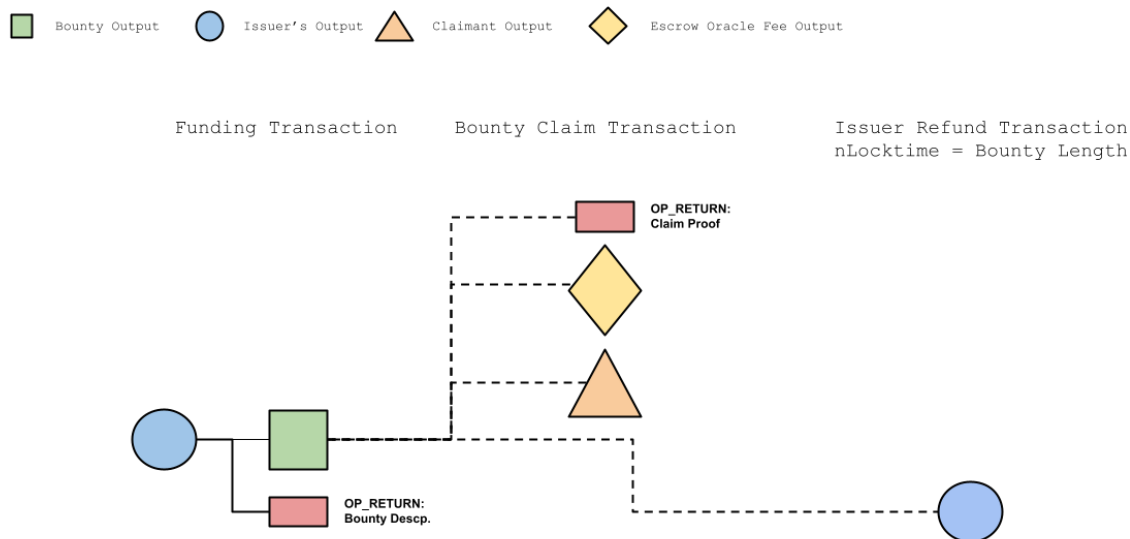 Bounty Output
Issuer's Output
Claimant Output
Escrow Oracle Fee Output
Funding Transaction
Bounty Claim Transaction
Issuer Refund Transaction
nLocktime = Bounty Length
OP_RETURN:
Claim Proof
OP_RETURN:
Bounty Descp.